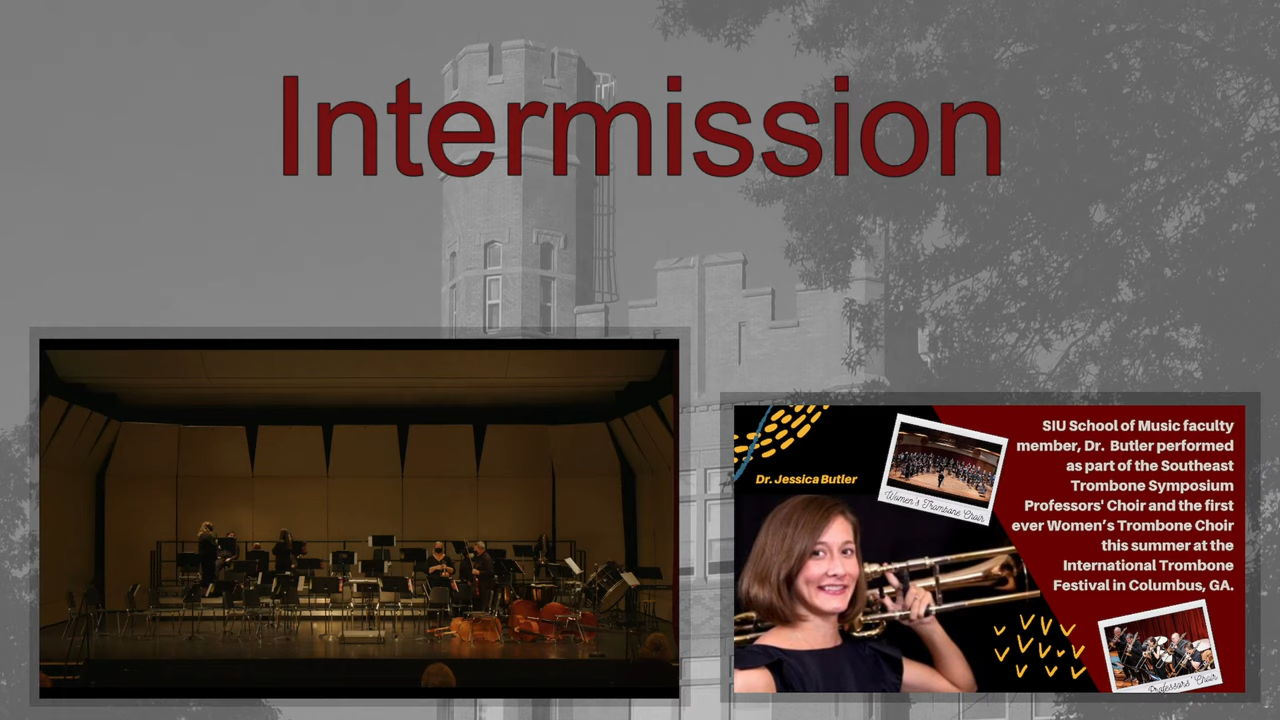 Intermission
Dr. Jessica Butler
Women's Trombone Choir
SIU School of Music faculty
member, Dr. Butler performed
as part of the Southeast
Trombone Symposium
Professors' Choir and the first
ever Women's Trombone Choir
this summer at the
International Trombone
Festival in Columbus, GA.
Professors' Choir